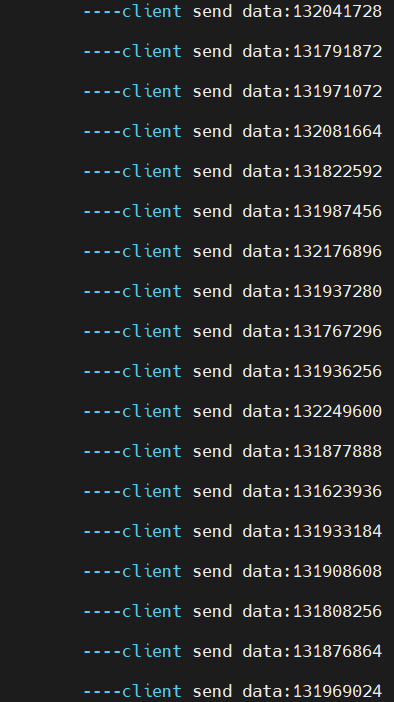 ----client send data:132041728
----client send data:131791872
----client send data:131971072
----client send data:132081664
----client send data:131822592
----client send data:131987456
----client send data:132176896
----client send data:131937280
----client send data:131767296
----client send data:131936256
----client send data:132249600
----client send data:131877888
----client send data:131623936
----client send data:131933184
----client send data:131908608
----client send data:131808256
----client send data:131876864
----client send data:131969024